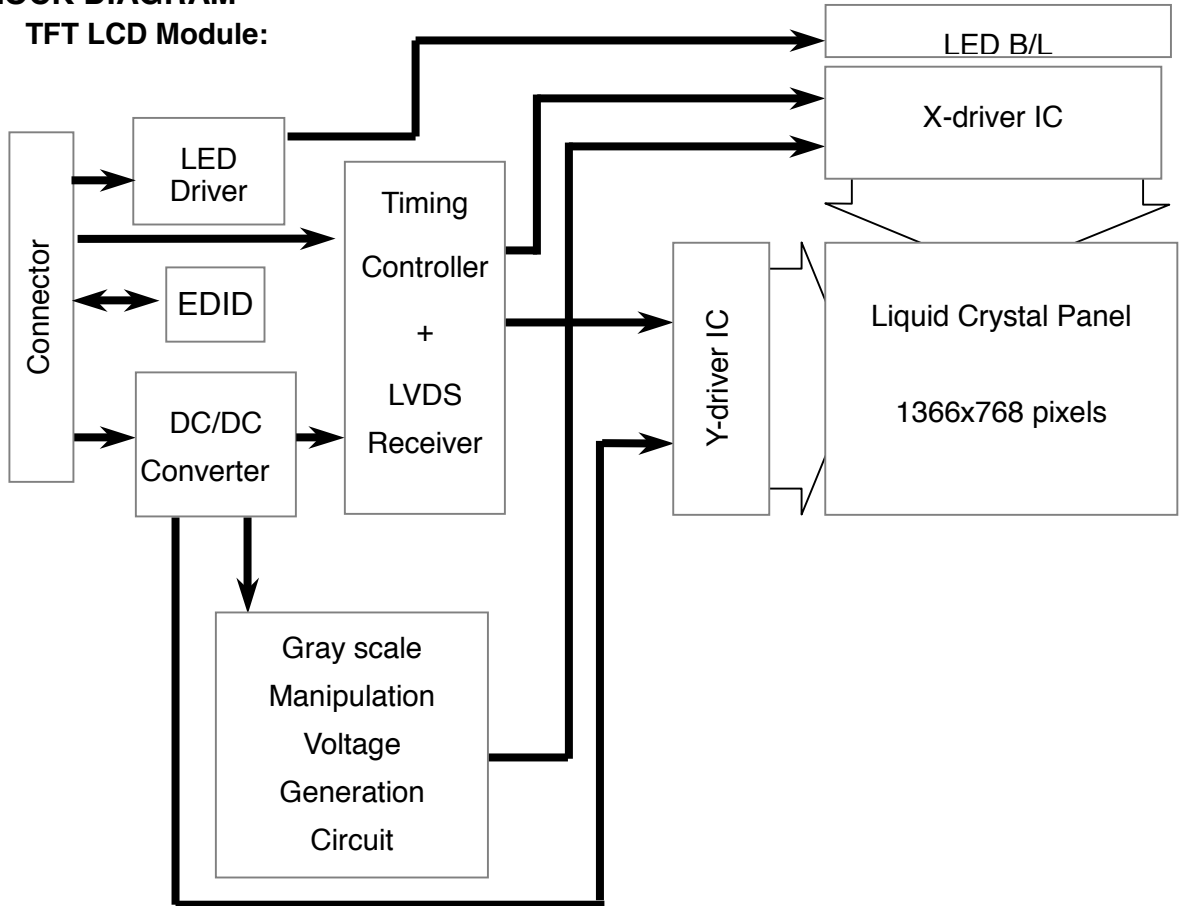 DIAGRAM
TFT LCD Module:
LED B/L
X-driver IC
LED
Driver
Timing
Controller
+
LVDS
Receiver
Connector
EDID
DC/DC
Converter
Y-driver IC
Liquid Crystal Panel
1366x768 pixels
Gray scale
Manipulation
Voltage
Generation
Circuit